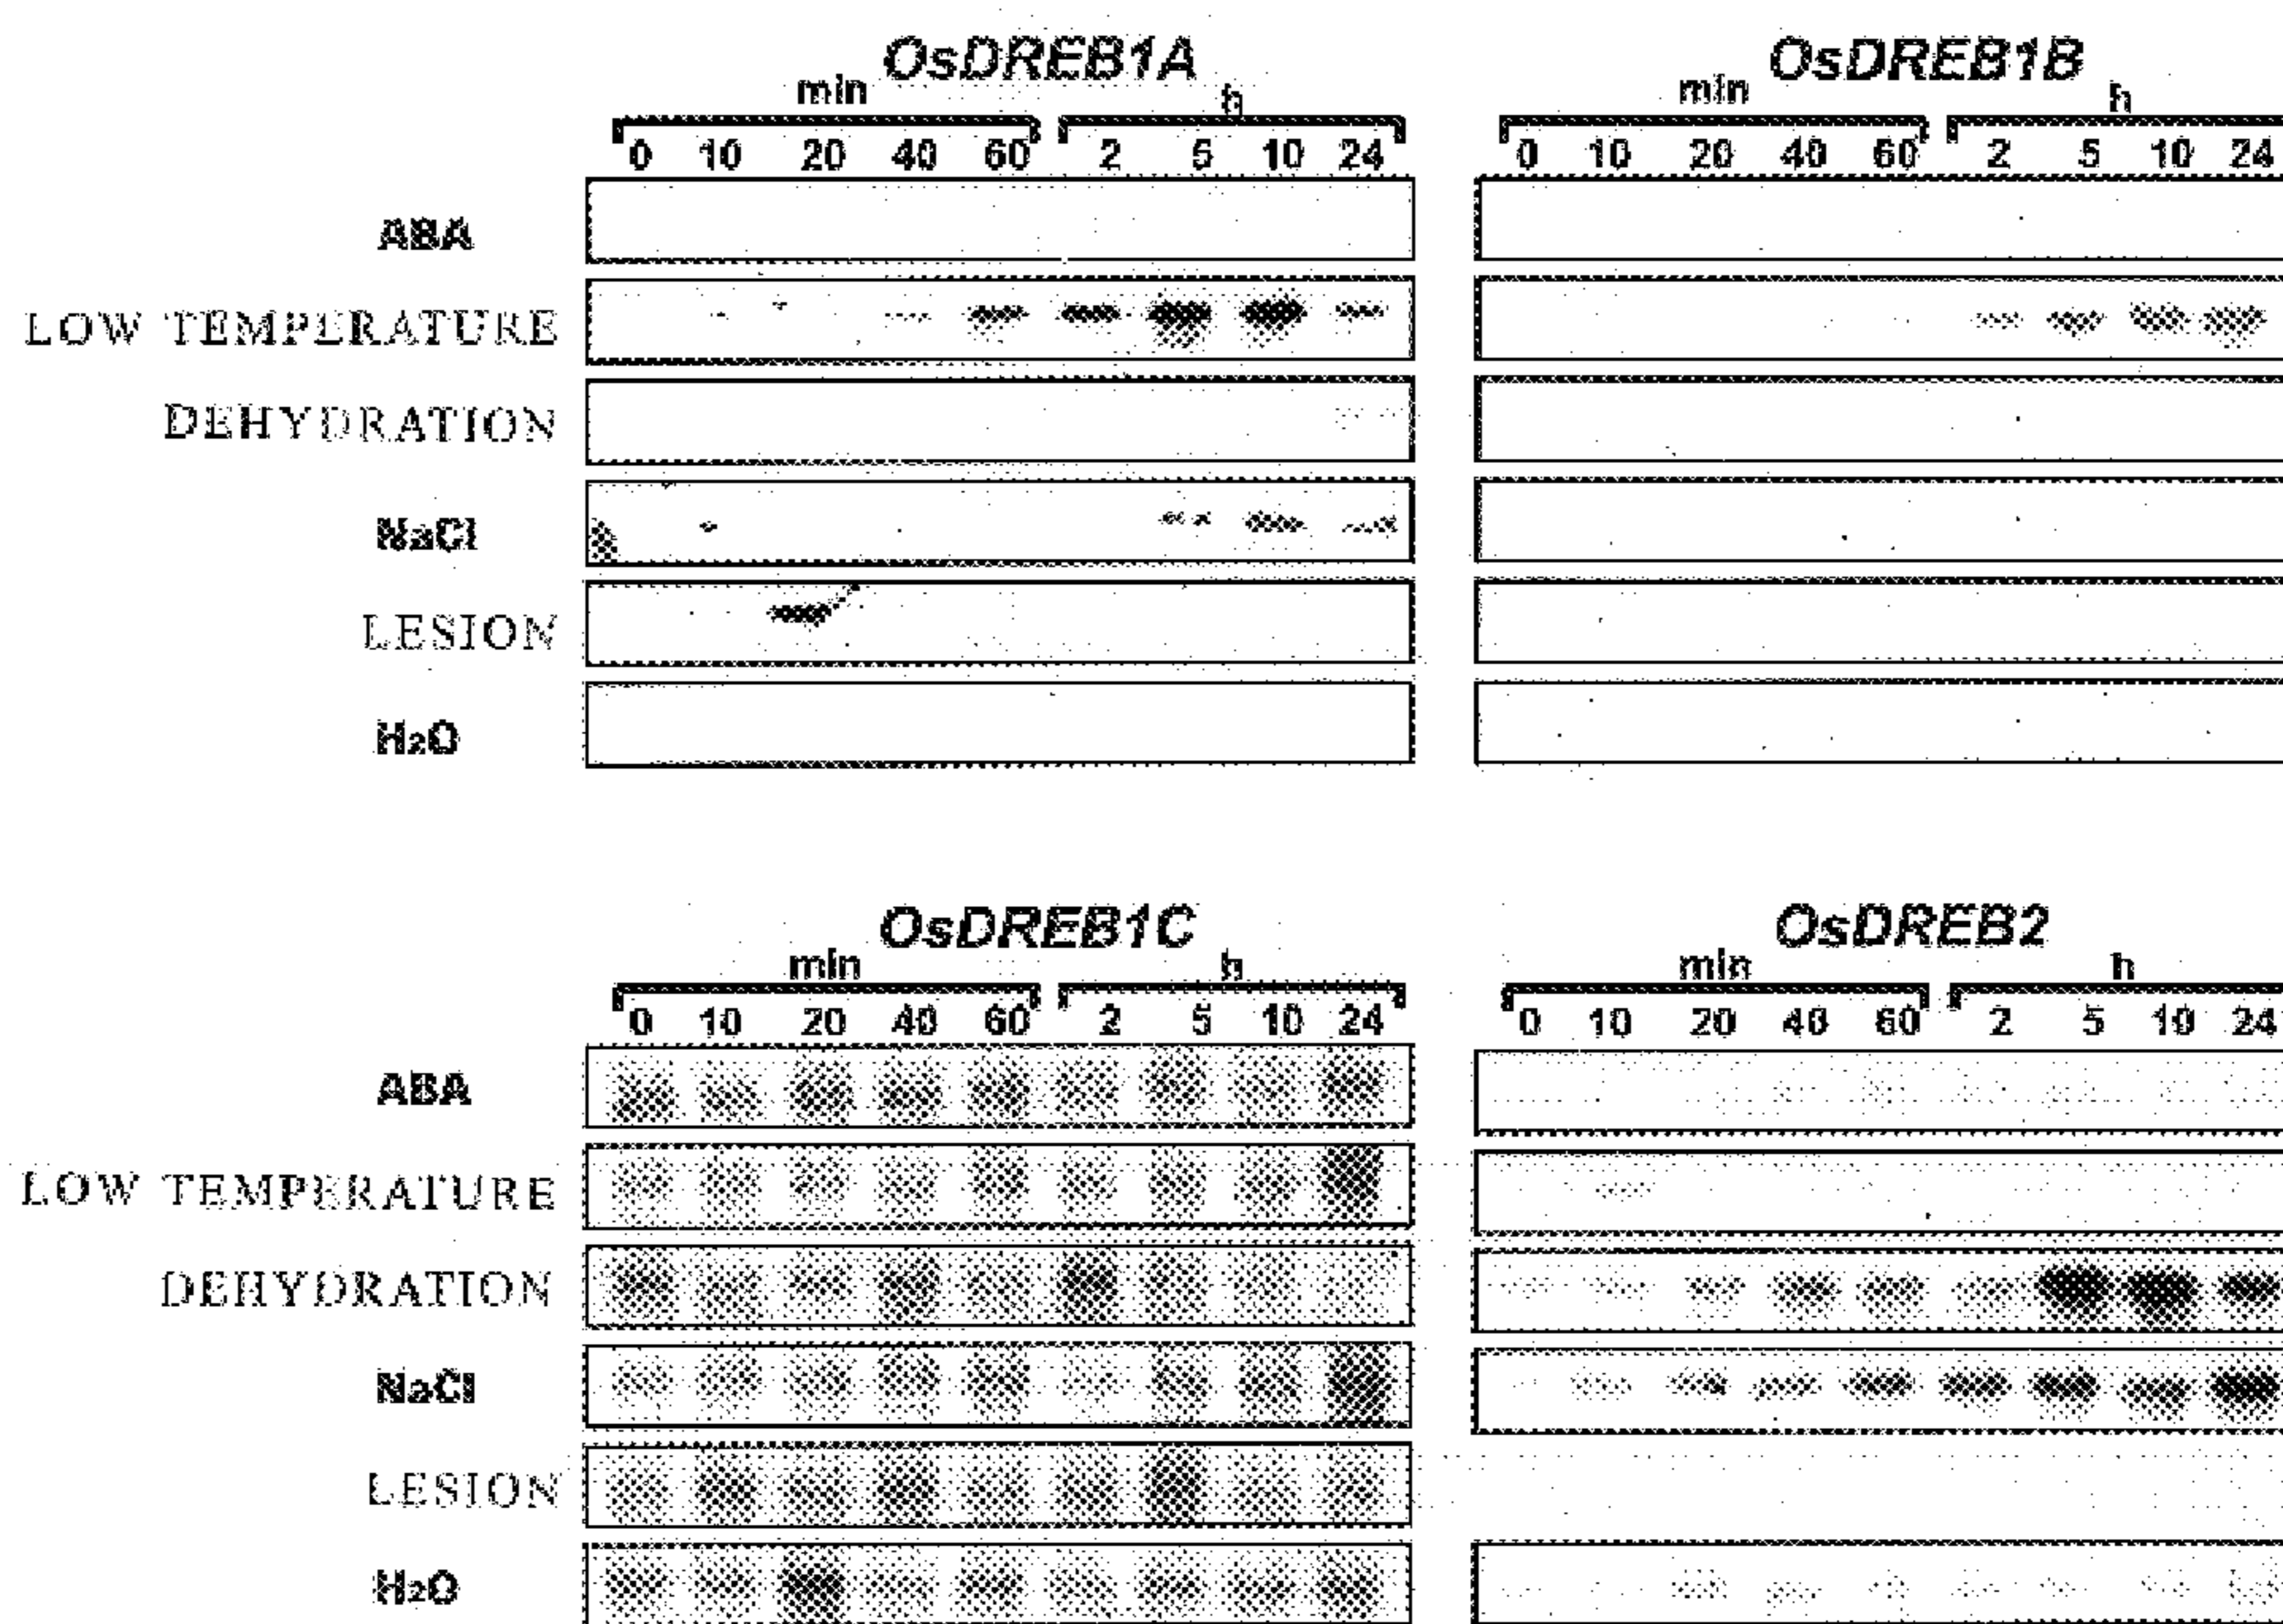 OsDREB1A OsDREB1B
min h min h
0 10 20 40 60 2 5 10 24 0 10 20 40 60 2 5 10 24
ABA
LOW TEMPERATURE
DEHYDRATION
NaCl
LESION
H2O
OsDREB1C OsDREB2
min h min h
0 10 20 40 60 2 5 10 24 0 10 20 40 60 2 5 10 24
ABA
LOW TEMPERATURE
DEHYDRATION
NaCl
LESION
H2O